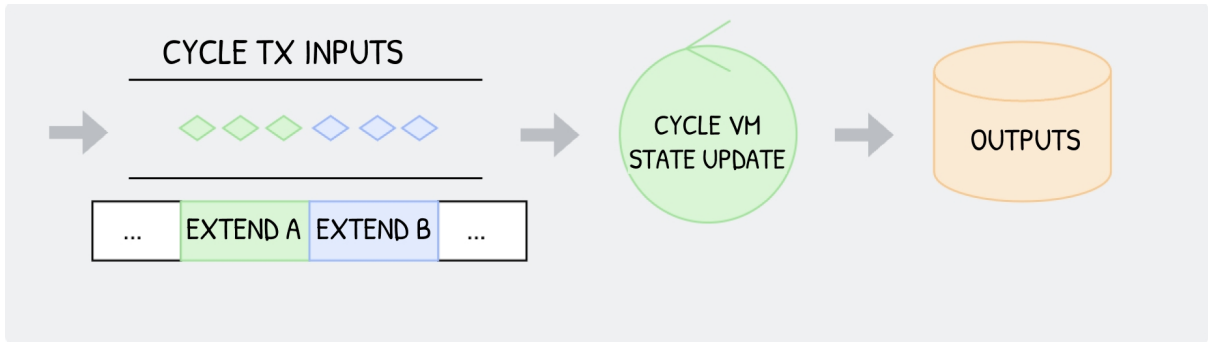 CYCLE TX INPUTS
... EXTEND A EXTEND B ...
CYCLE VM
STATE UPDATE
OUTPUTS